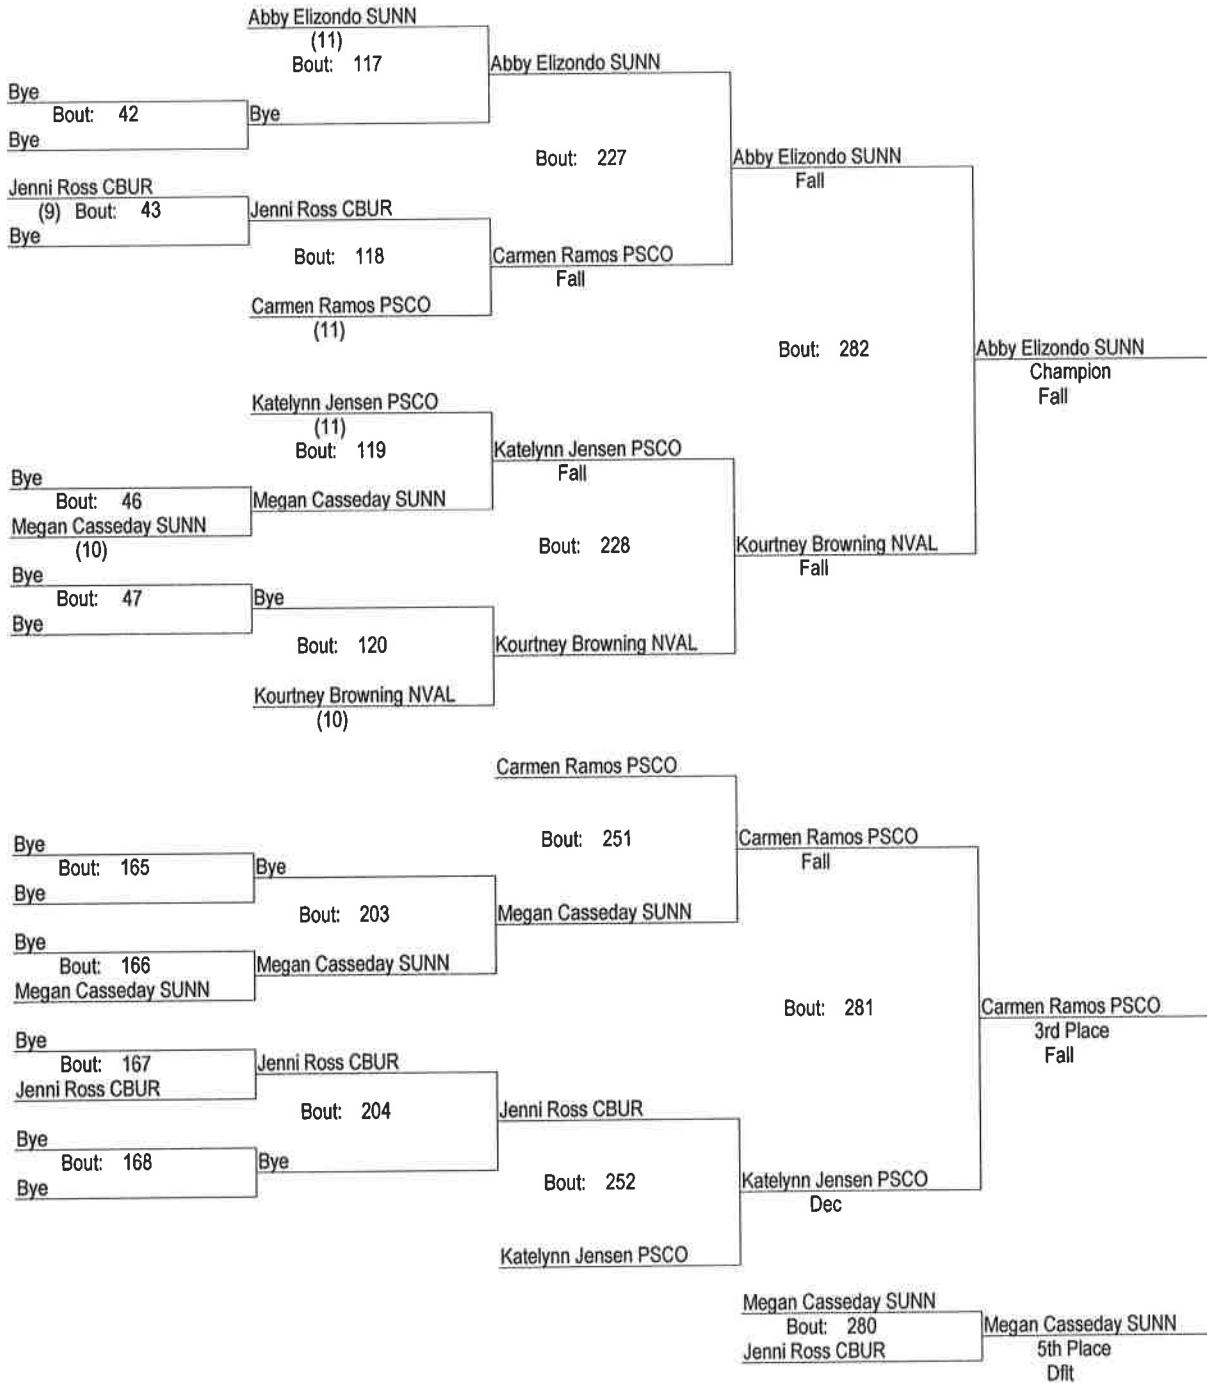 Abby Elizondo SUNN
(11)
Bout: 117
Abby Elizondo SUNN
Bye
Bout: 42
Bye
Bye
Bout: 227
Abby Elizondo SUNN
Fall
Jenni Ross CBUR
(9) Bout: 43
Jenni Ross CBUR
Bye
Bout: 118
Carmen Ramos PSCO
Fall
Carmen Ramos PSCO
(11)
Bout: 282
Abby Elizondo SUNN
Champion
Fall
Katelynn Jensen PSCO
(11)
Bout: 119
Katelynn Jensen PSCO
Fall
Bye
Bout: 46
Megan Casseday SUNN
Megan Casseday SUNN
(10)
Bout: 228
Kourtney Browning NVAL
Fall
Bye
Bout: 47
Bye
Bye
Bout: 120
Kourtney Browning NVAL
Kourtney Browning NVAL
(10)
Carmen Ramos PSCO
Bout: 251
Carmen Ramos PSCO
Fall
Bye
Bout: 165
Bye
Bye
Bout: 203
Megan Casseday SUNN
Bye
Bout: 166
Megan Casseday SUNN
Megan Casseday SUNN
Bout: 281
Carmen Ramos PSCO
3rd Place
Fall
Bye
Bout: 167
Jenni Ross CBUR
Jenni Ross CBUR
Bout: 204
Jenni Ross CBUR
Bye
Bout: 168
Bye
Bye
Bout: 252
Katelynn Jensen PSCO
Dec
Katelynn Jensen PSCO
Megan Casseday SUNN
Bout: 280
Megan Casseday SUNN
Jenni Ross CBUR
5th Place
Dflt